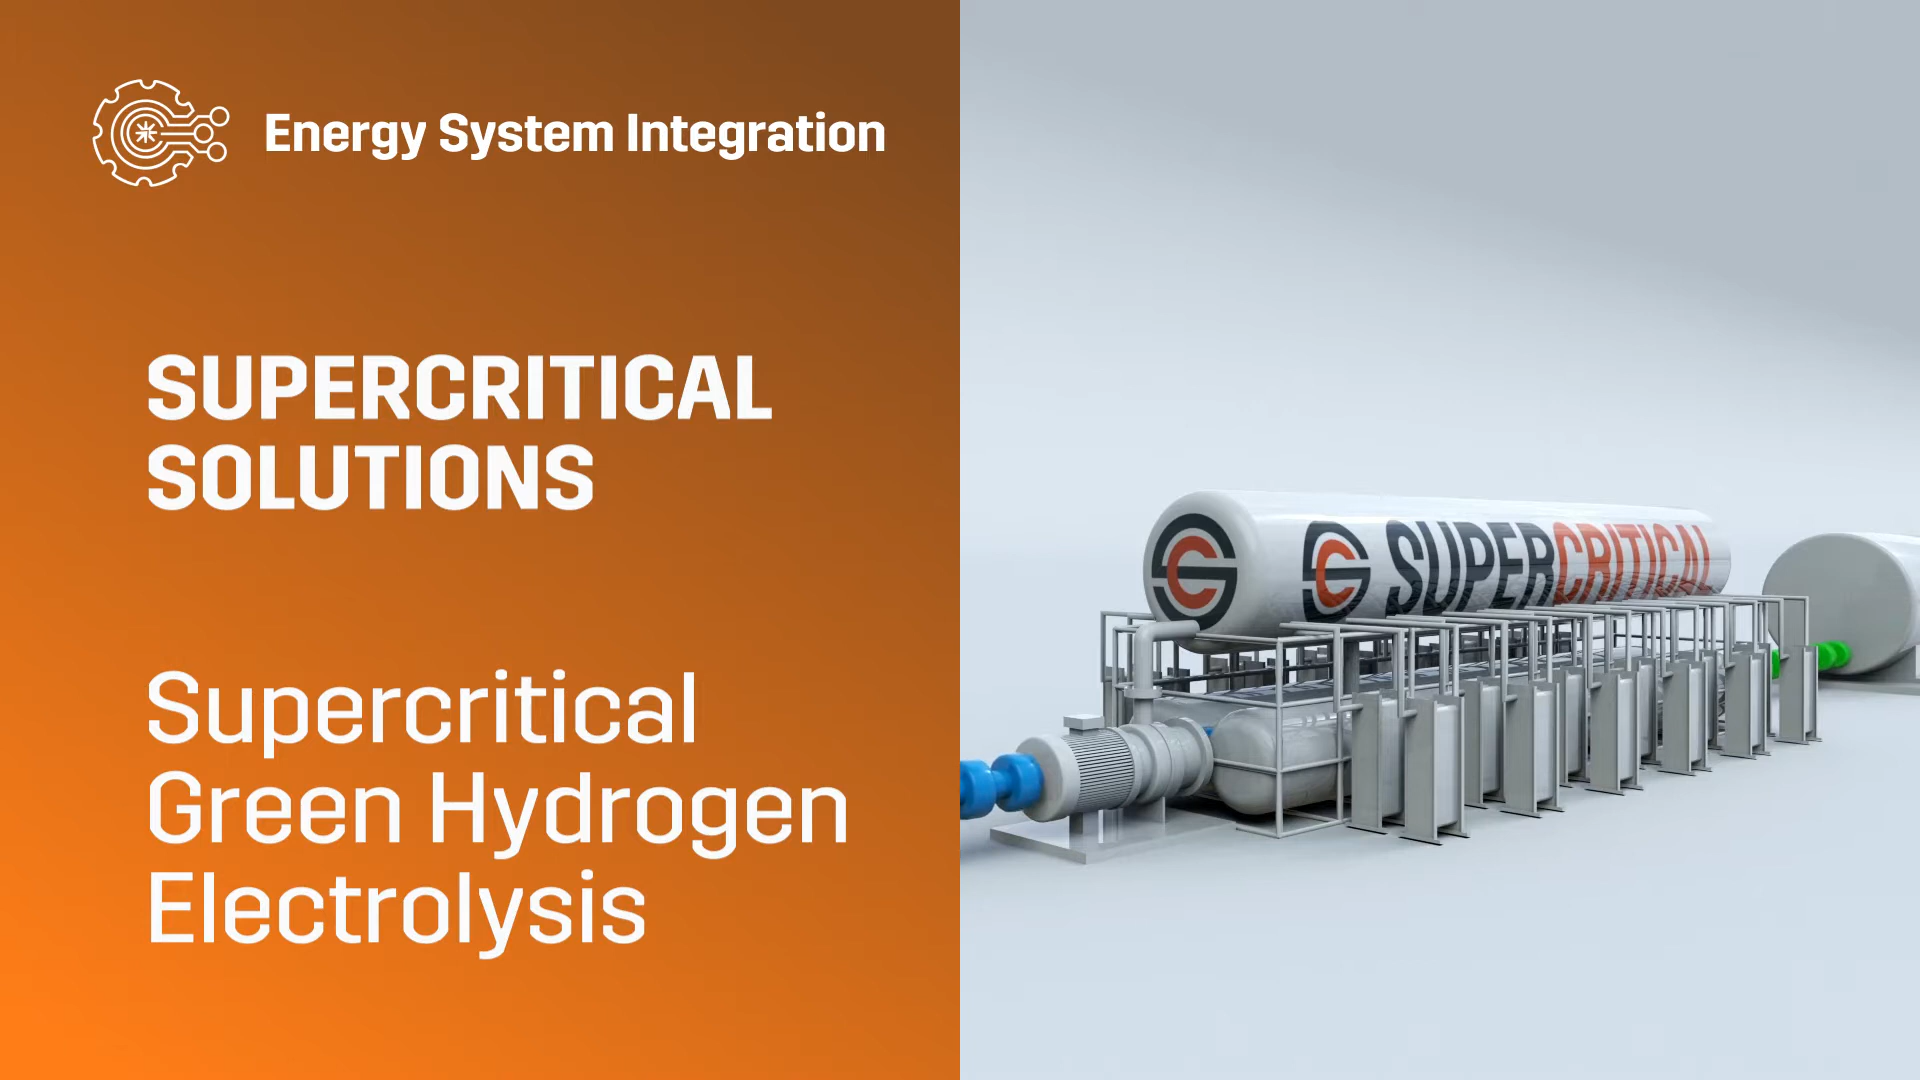 Energy System Integration
SUPERCRITICAL
SOLUTIONS
Supercritical
Green Hydrogen
Electrolysis
SUPERCRITICAL